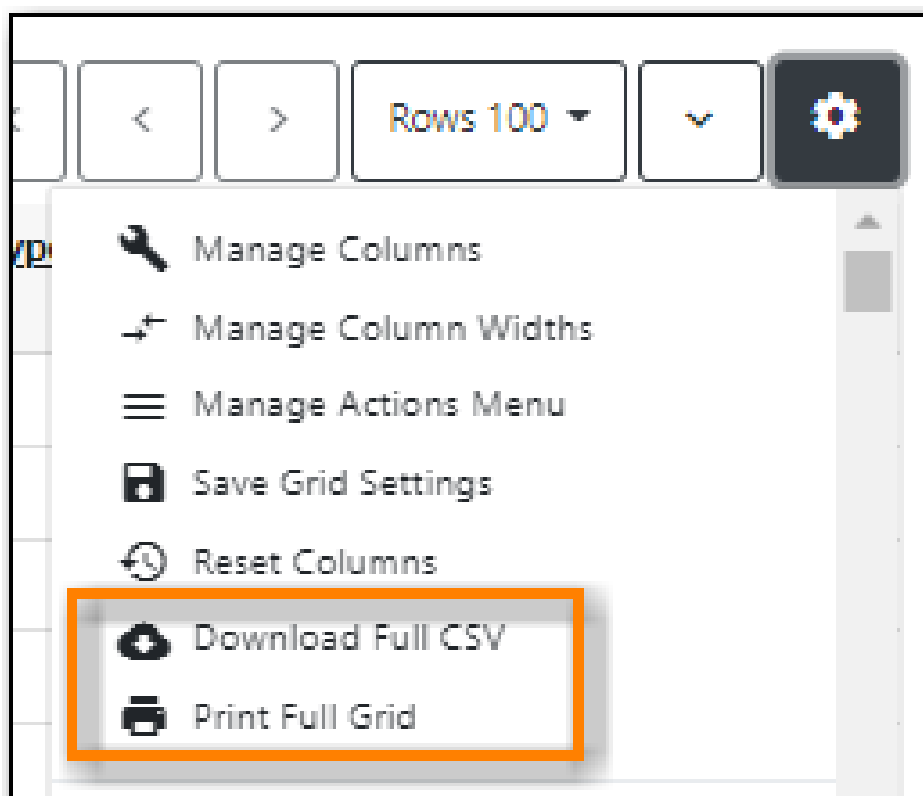 Rows 100
Manage Columns
Manage Column Widths
Manage Actions Menu
Save Grid Settings
Reset Columns
Download Full CSV
Print Full Grid